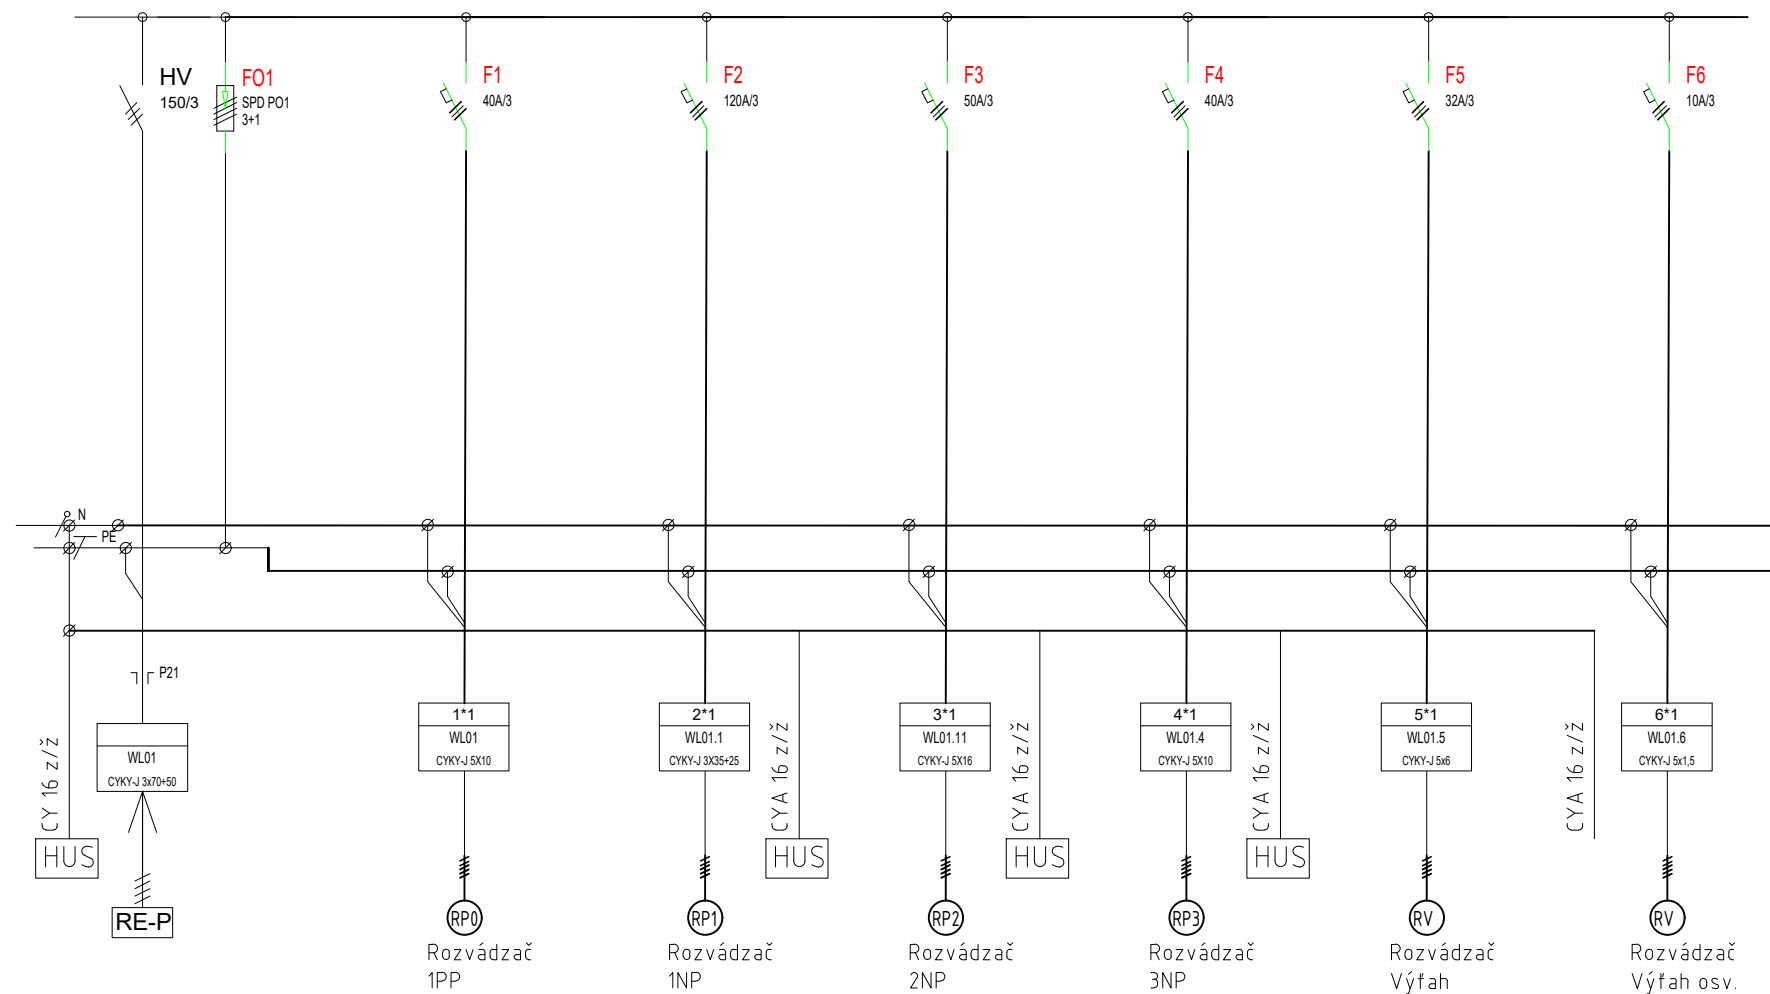 HV
150/3
FO1
SPD PO1
3+1
F1
40A/3
F2
120A/3
F3
50A/3
F4
40A/3
F5
32A/3
F6
10A/3
N
PE
P21
WL01
CYKY-J 3x70+50
1*1
WL01
CYKY-J 5X10
2*1
WL01.1
CYKY-J 3X35+25
3*1
WL01.11
CYKY-J 5X16
4*1
WL01.4
CYKY-J 5X10
5*1
WL01.5
CYKY-J 5x6
6*1
WL01.6
CYKY-J 5x1,5
CY 16 z/ž
CYA 16 z/ž
CYA 16 z/ž
CYA 16 z/ž
CYA 16 z/ž
HUS
HUS
HUS
HUS
RE-P
RP0
RP1
RP2
RP3
RV
RV
Rozvádzač
1PP
Rozvádzač
1NP
Rozvádzač
2NP
Rozvádzač
3NP
Rozvádzač
Výťah
Rozvádzač
Výťah osv.